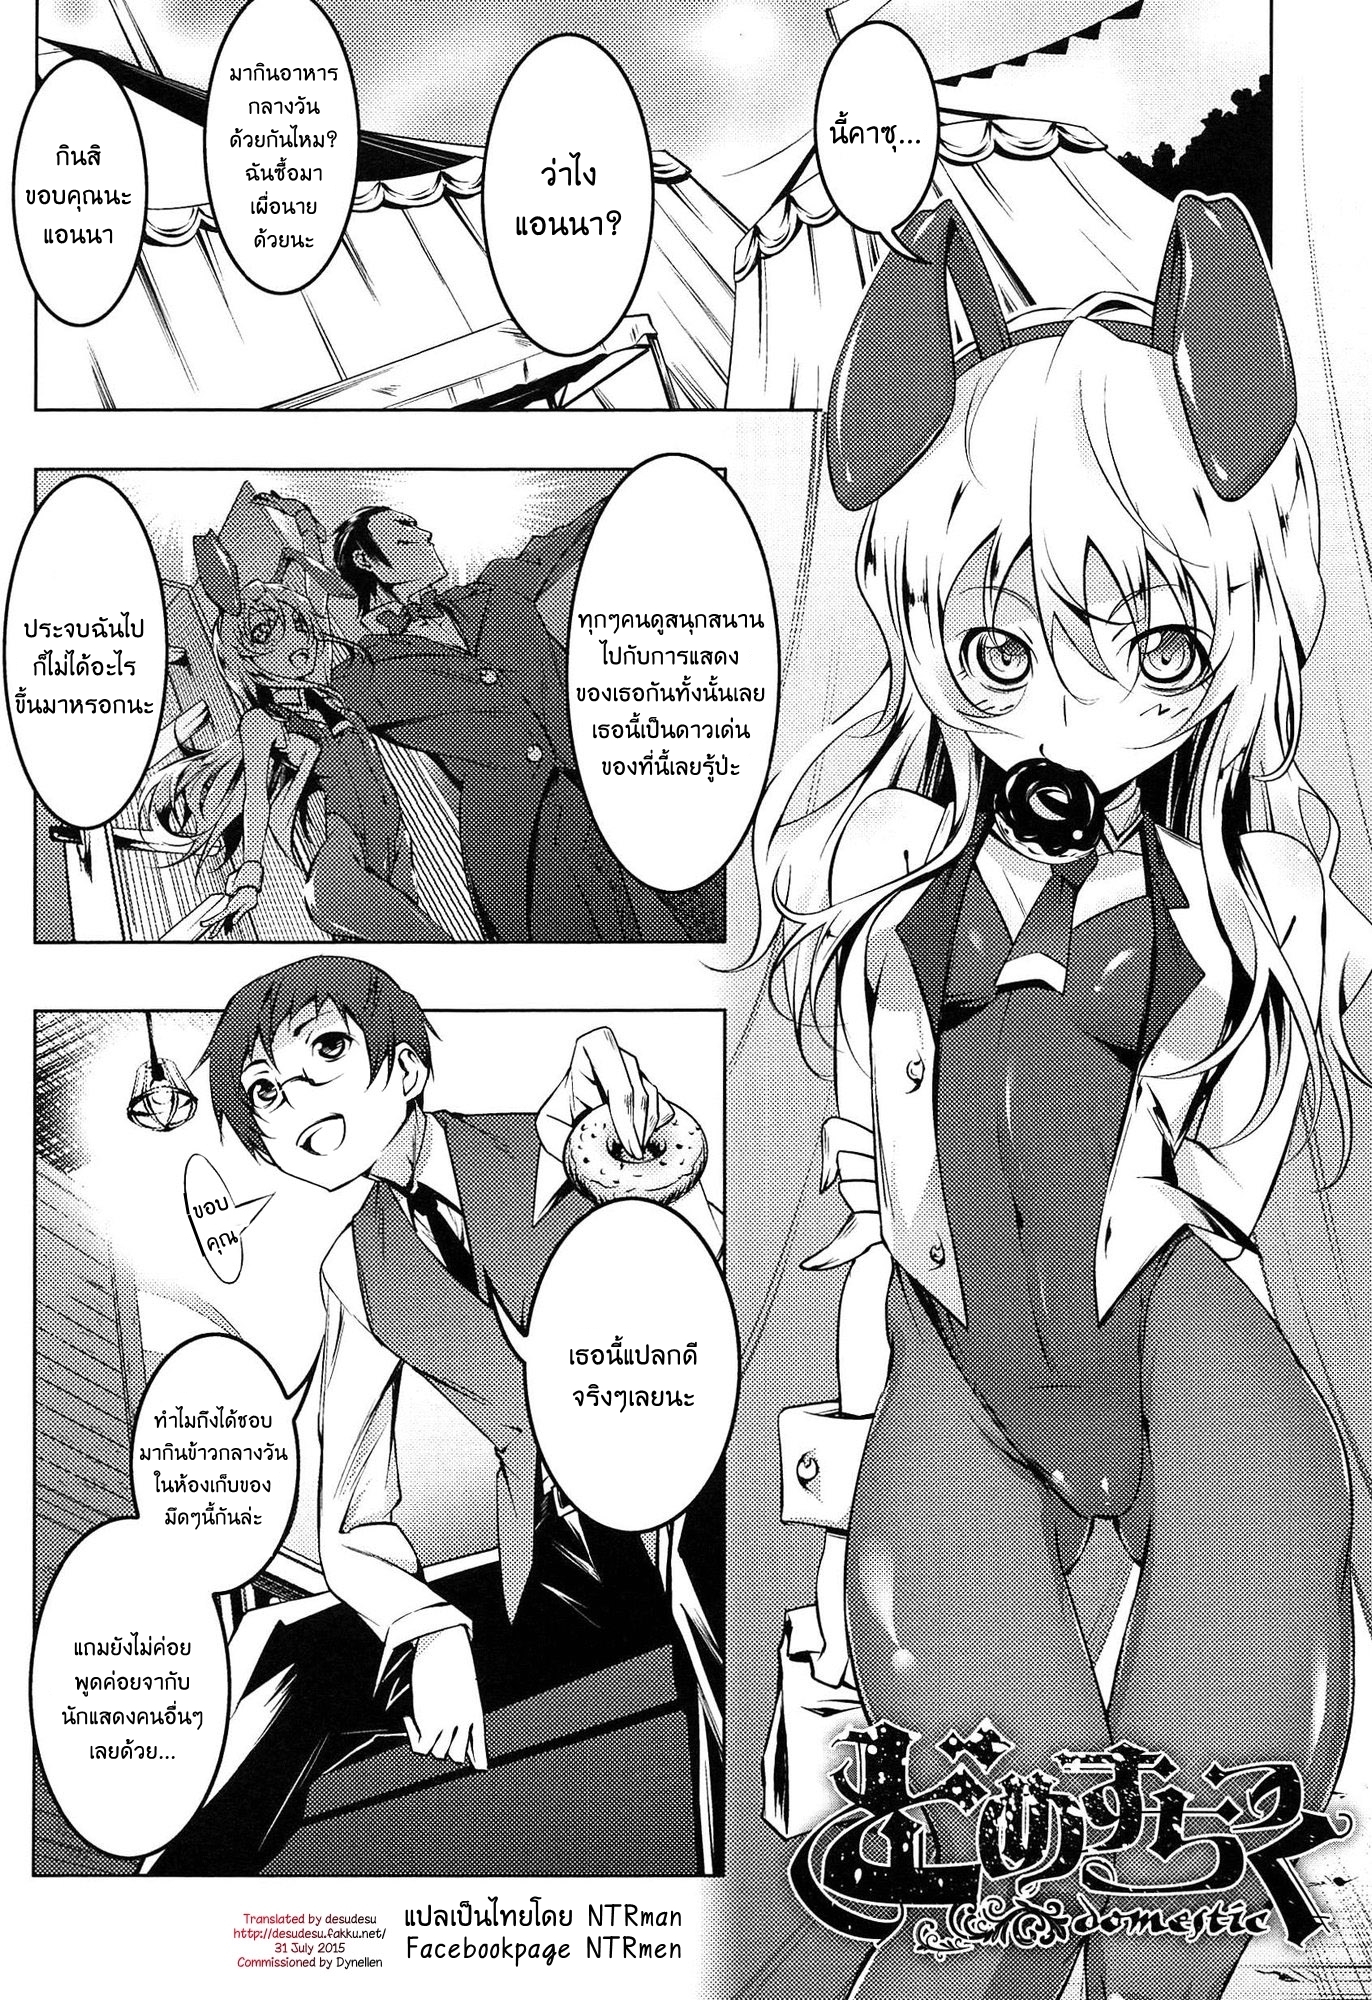 นี้คาซุ...
ว่าไง
แอนนา?
มากินอาหาร
กลางวัน
ด้วยกันไหม?
ฉันซื้อมา
เผื่อนาย
ด้วยนะ
กินสิ
ขอบคุณนะ
แอนนา
ทุกๆคนดูสนุกสนาน
ไปกับการแสดง
ของเธอกันทั้งนั้นเลย
เธอนี้เป็นดาวเด่น
ของที่นี้เลยรู้ป่ะ
ประจบฉันไป
ก็ไม่ได้อะไร
ขึ้นมาหรอกนะ
ขอบ
คุณ
เธอนี้แปลกดี
จริงๆเลยนะ
ทำไมถึงได้ชอบ
มากินข้าวกลางวัน
ในห้องเก็บของ
มืดๆนี้กันล่ะ
แถมยังไม่ค่อย
พูดค่อยจากับ
นักแสดงคนอื่นๆ
เลยด้วย...
どめすちっく
domestic
Translated by desudesu
http://desudesu.fakku.net/
31 July 2015
Commissioned by Dynellen
แปลเป็นไทยโดย NTRman
Facebookpage NTRmen